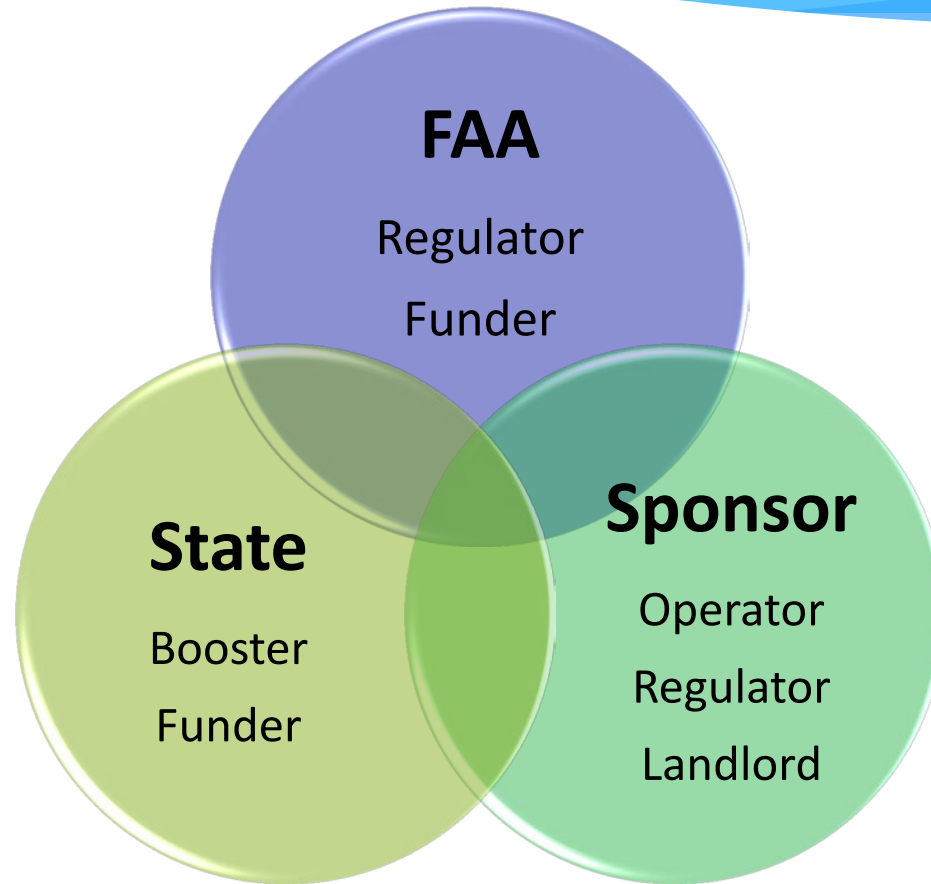 FAA
Regulator
Funder
State
Booster
Funder
Sponsor
Operator
Regulator
Landlord